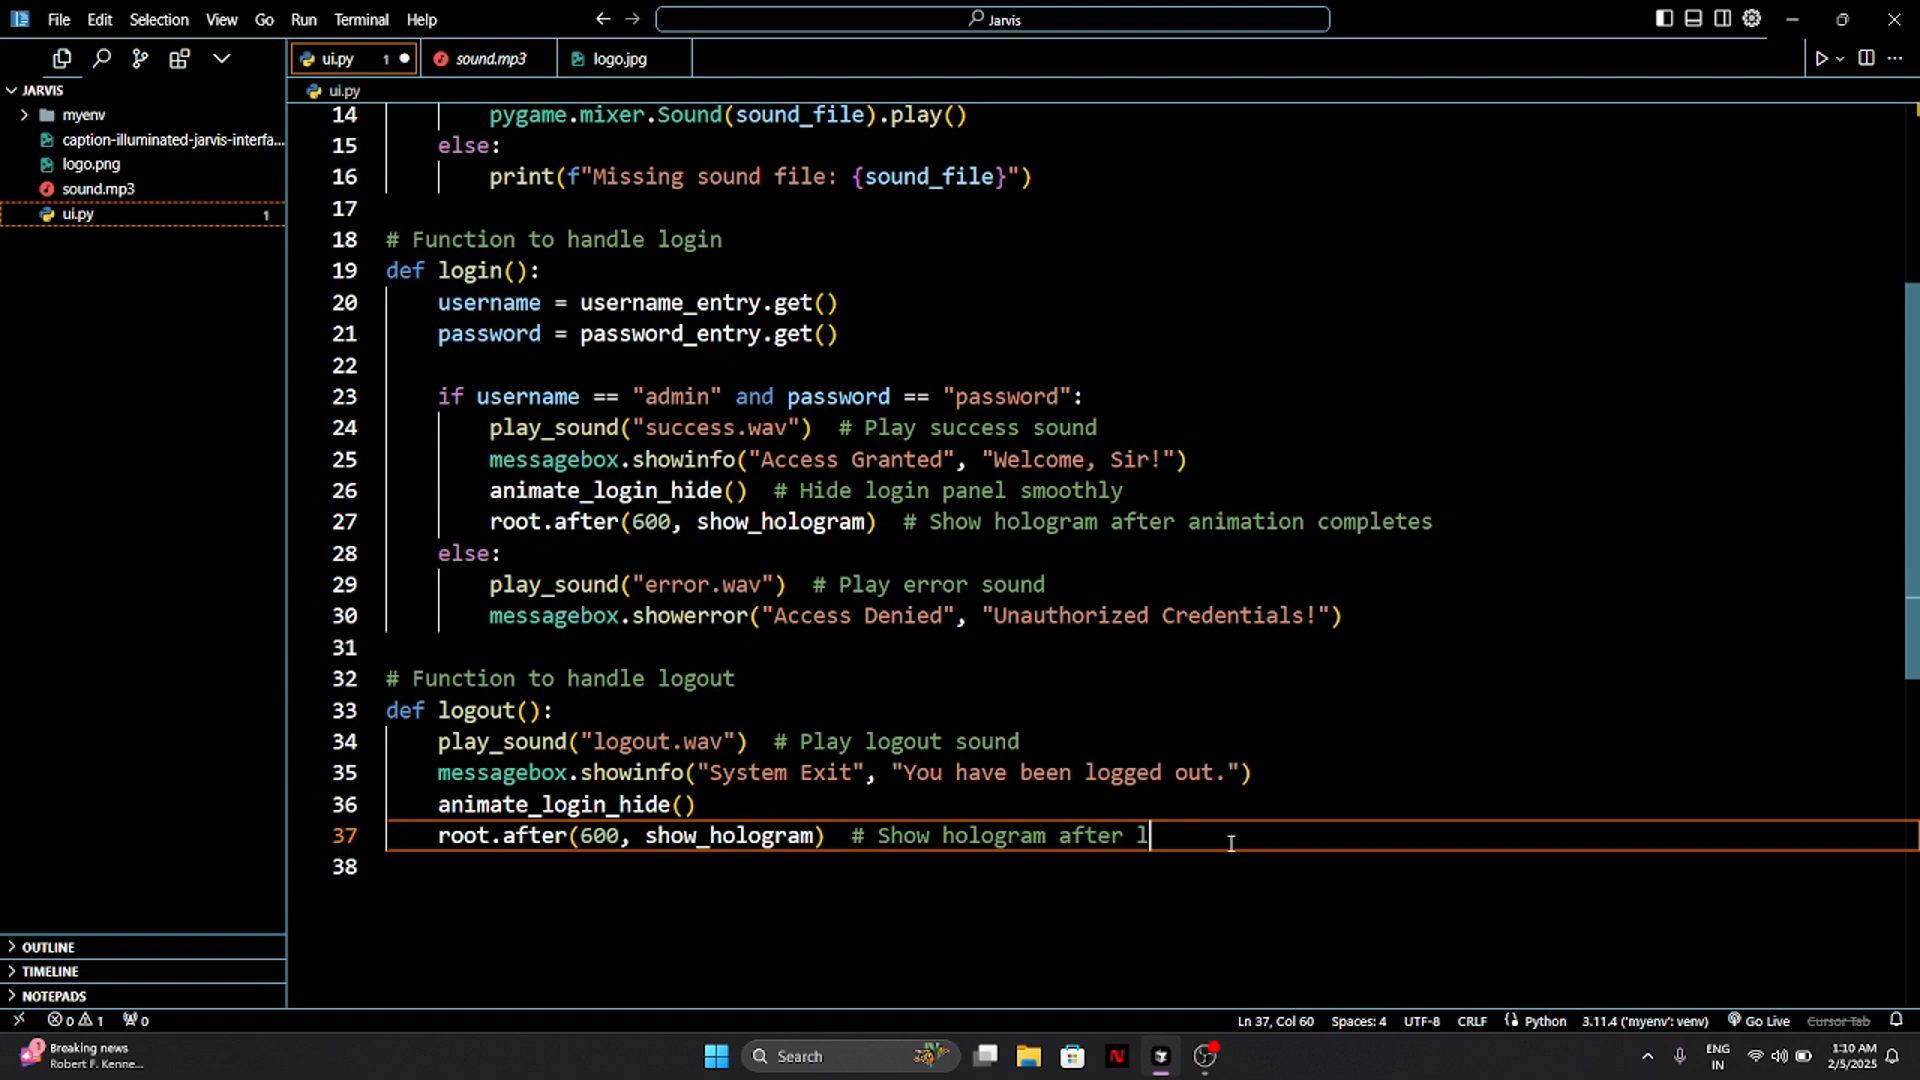 File Edit Selection View Go Run Terminal Help
Jarvis
ui.py 1 sound.mp3 logo.jpg
JARVIS
ui.py
myenv
caption-illuminated-jarvis-interfa...
logo.png
sound.mp3
ui.py 1
14 pygame.mixer.Sound(sound_file).play()
15 else:
16 print(f"Missing sound file: {sound_file}")
17
18 # Function to handle login
19 def login():
20 username = username_entry.get()
21 password = password_entry.get()
22
23 if username == "admin" and password == "password":
24 play_sound("success.wav")  # Play success sound
25 messagebox.showinfo("Access Granted", "Welcome, Sir!")
26 animate_login_hide()  # Hide login panel smoothly
27 root.after(600, show_hologram)  # Show hologram after animation completes
28 else:
29 play_sound("error.wav")  # Play error sound
30 messagebox.showerror("Access Denied", "Unauthorized Credentials!")
31
32 # Function to handle logout
33 def logout():
34 play_sound("logout.wav")  # Play logout sound
35 messagebox.showinfo("System Exit", "You have been logged out.")
36 animate_login_hide()
37 root.after(600, show_hologram)  # Show hologram after l
38
OUTLINE
TIMELINE
NOTEPADS
0 1 0 Ln 37, Col 60 Spaces: 4 UTF-8 CRLF Python 3.11.4 ('myenv': venv) Go Live Cursor Tab
1 Breaking news
Robert F. Kenne...
Search
N
ENG
IN
1:10 AM
2/5/2025